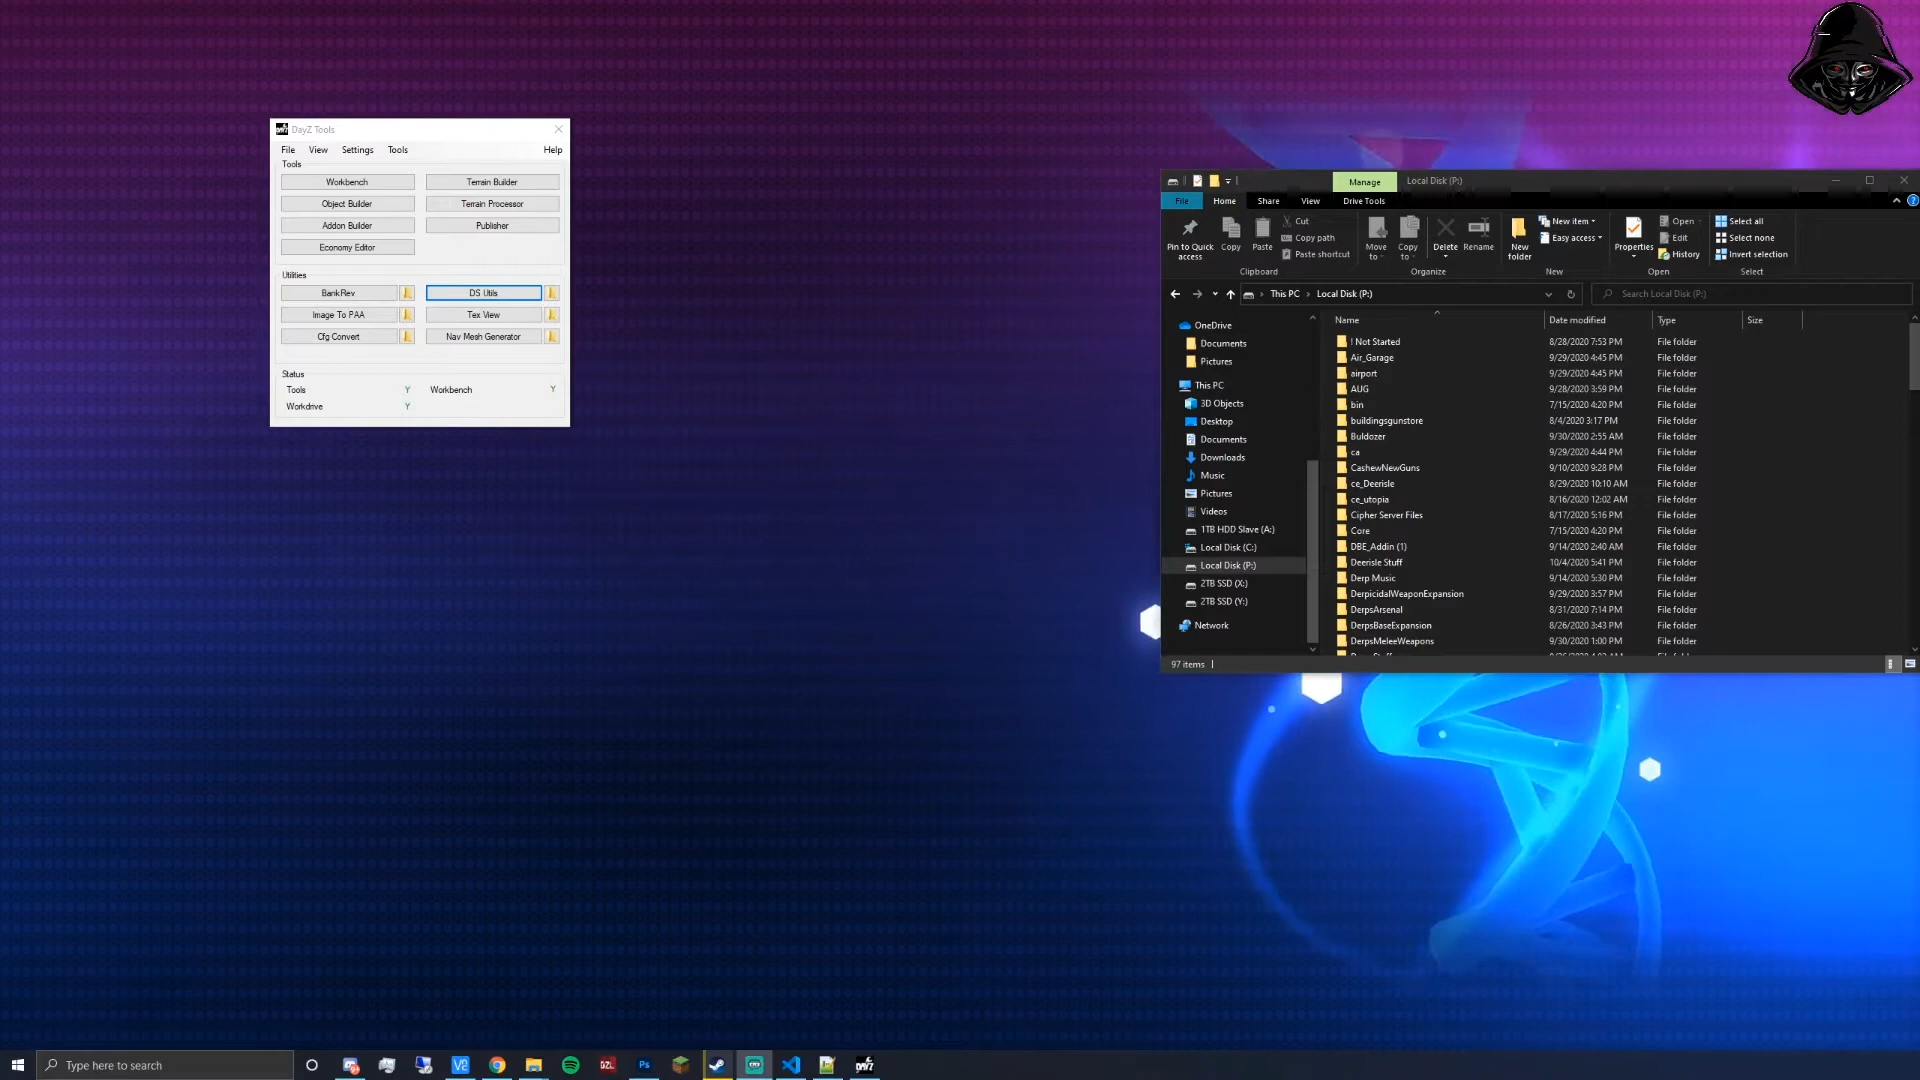 DayZ Tools
File View Settings Tools Help
Tools
Workbench Terrain Builder
Object Builder Terrain Processor
Addon Builder Publisher
Economy Editor
Utilities
BankRev DS Utils
Image To PAA Tex View
Cfg Convert Nav Mesh Generator
Status
Tools Y Workbench Y
Workdrive Y
Manage Local Disk (P:)
File Home Share View Drive Tools
Pin to Quick access
Copy
Paste
Cut
Copy path
Paste shortcut
Clipboard
Move to
Copy to
Delete
Rename
Organize
New folder
New item
Easy access
New
Properties
Open
Edit
History
Open
Select all
Select none
Invert selection
Select
This PC › Local Disk (P:)
Search Local Disk (P:)
OneDrive
Documents
Pictures
This PC
3D Objects
Desktop
Documents
Downloads
Music
Pictures
Videos
1TB HDD Slave (A:)
Local Disk (C:)
Local Disk (P:)
2TB SSD (X:)
2TB SSD (Y:)
Network
Name Date modified Type Size
! Not Started 8/28/2020 7:53 PM File folder
Air_Garage 9/29/2020 4:45 PM File folder
airport 9/29/2020 4:45 PM File folder
AUG 9/28/2020 3:59 PM File folder
bin 7/15/2020 4:20 PM File folder
buildingsgunstore 8/4/2020 3:17 PM File folder
Buldozer 9/30/2020 2:55 AM File folder
ca 9/29/2020 4:44 PM File folder
CashewNewGuns 9/10/2020 9:28 PM File folder
ce_Deerisle 8/29/2020 10:10 AM File folder
ce_utopia 8/16/2020 12:02 AM File folder
Cipher Server Files 8/17/2020 5:16 PM File folder
Core 7/15/2020 4:20 PM File folder
DBE_Addin (1) 9/14/2020 2:40 AM File folder
Deerisle Stuff 10/4/2020 5:41 PM File folder
Derp Music 9/14/2020 5:30 PM File folder
DerpicidalWeaponExpansion 9/29/2020 3:57 PM File folder
DerpsArsenal 8/31/2020 7:14 PM File folder
DerpsBaseExpansion 8/26/2020 3:43 PM File folder
DerpsMeleeWeapons 9/30/2020 1:00 PM File folder
97 items
Type here to search
V2
DZL
Ps
DAYZ